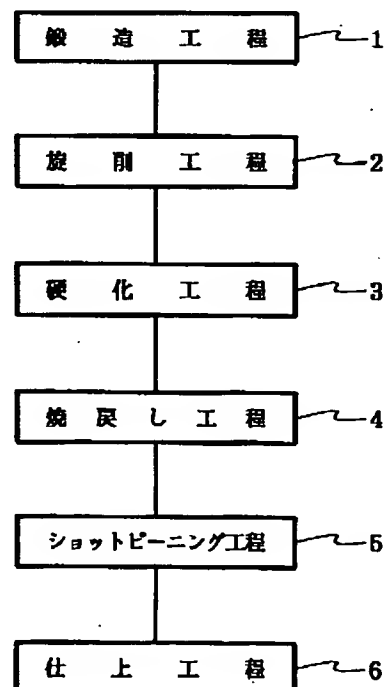 鍛造工程 1
旋削工程 2
硬化工程 3
焼戻し工程 4
ショットピーニング工程 5
仕上工程 6